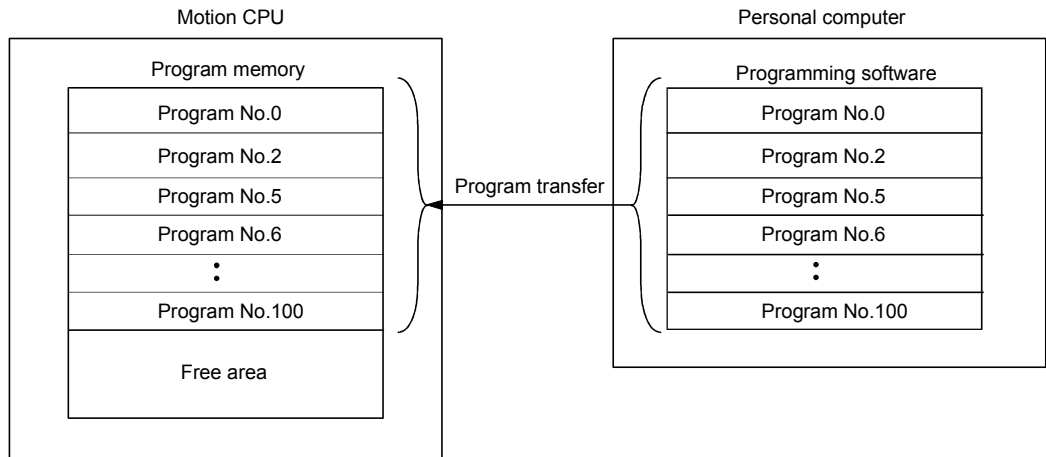 Motion CPU
Personal computer
Program memory
Programming software
Program No.0
Program No.0
Program No.2
Program No.2
Program transfer
Program No.5
Program No.5
Program No.6
Program No.6
:
:
Program No.100
Program No.100
Free area